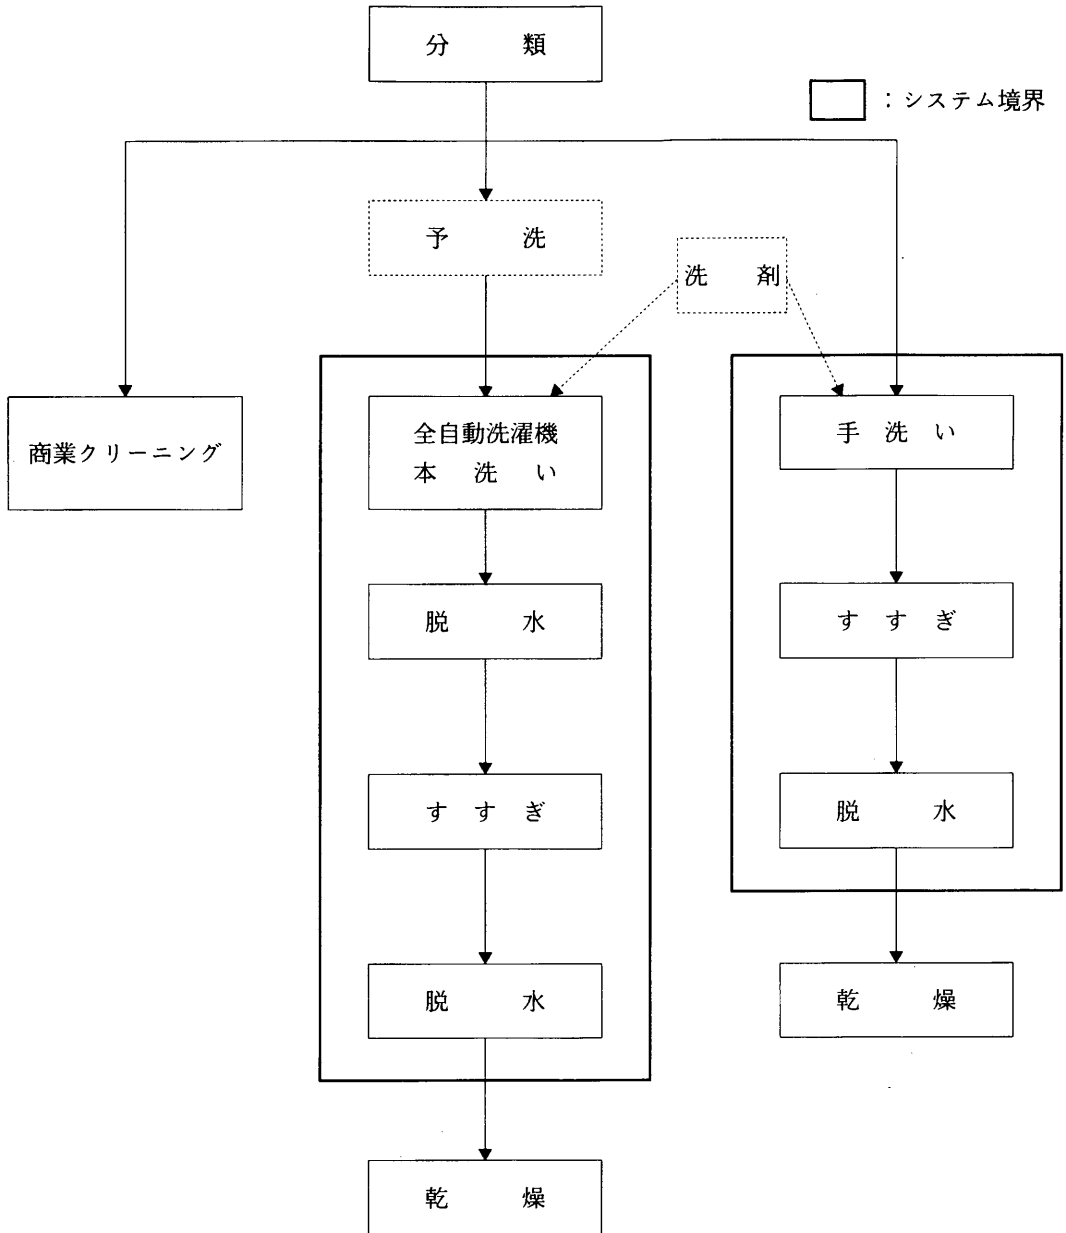 分類
：システム境界
予洗
洗剤
商業クリーニング
全自動洗濯機
本洗い
脱水
すすぎ
脱水
乾燥
手洗い
すすぎ
脱水
乾燥